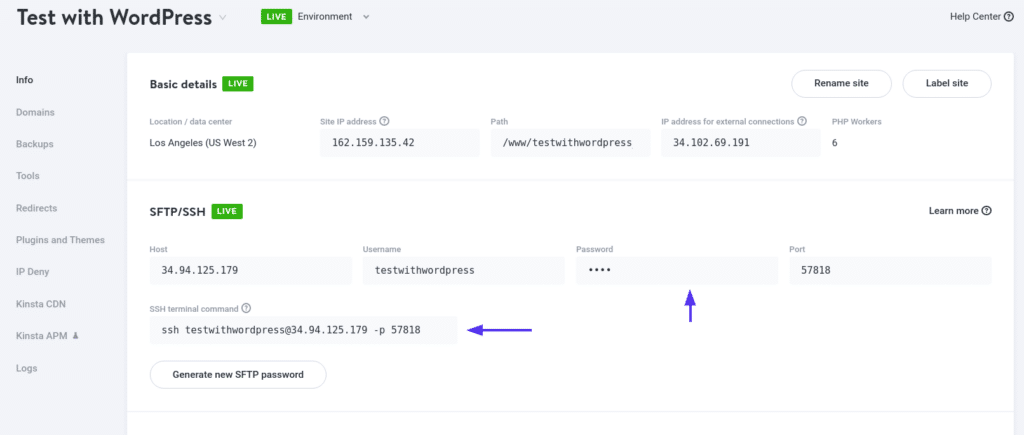 Test with WordPress
LIVE Environment
Help Center ?
Info
Domains
Backups
Tools
Redirects
Plugins and Themes
IP Deny
Kinsta CDN
Kinsta APM
Logs
Basic details LIVE
Rename site
Label site
Location / data center
Los Angeles (US West 2)
Site IP address ?
162.159.135.42
Path
/www/testwithwordpress
IP address for external connections ?
34.102.69.191
PHP Workers
6
SFTP/SSH LIVE
Learn more ?
Host
34.94.125.179
Username
testwithwordpress
Password
••••
Port
57818
SSH terminal command ?
ssh testwithwordpress@34.94.125.179 -p 57818
Generate new SFTP password